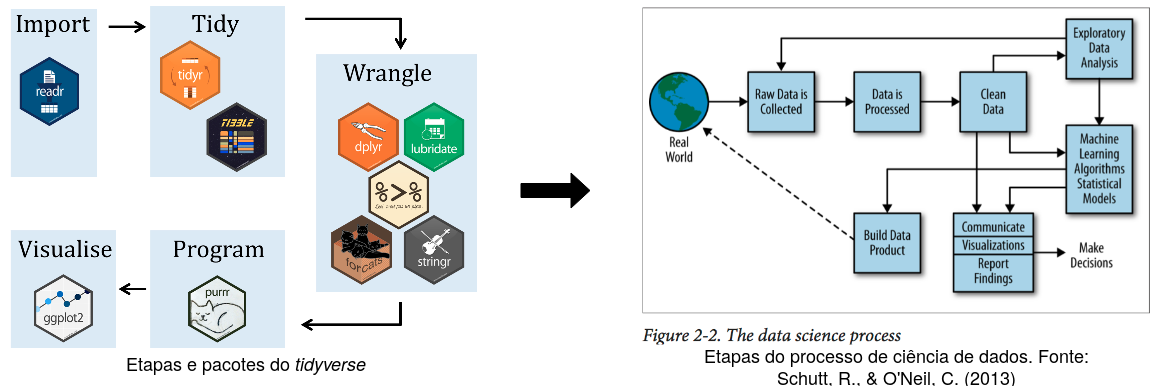 Import
Tidy
readr
tidyr
TIBBLE
Wrangle
dplyr
lubridate
%>%
forcats
stringr
Visualise
Program
ggplot2
purrr
Etapas e pacotes do tidyverse
Real
World
Raw Data is
Collected
Data is
Processed
Clean
Data
Exploratory
Data
Analysis
Machine
Learning
Algorithms
Statistical
Models
Build Data
Product
Communicate
Visualizations
Report
Findings
Make
Decisions
Figure 2-2. The data science process
Etapas do processo de ciência de dados. Fonte:
Schutt, R., & O'Neil, C. (2013)